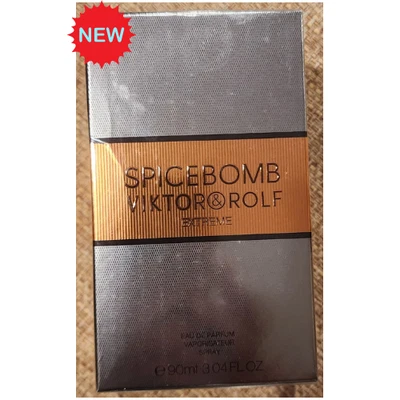 NEW
SPICEBOMB
VIKTOR&ROLF
EXTREME
EAU DE PARFUM
VAPORISATEUR
SPRAY
℮ 90ml 3.04 FL.OZ.